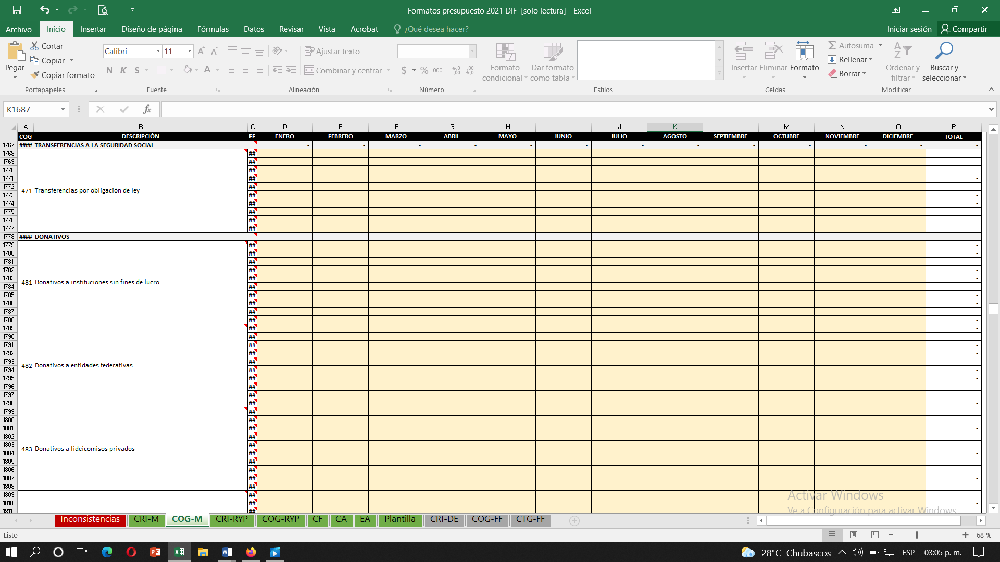 Formatos presupuesto 2021 DIF  [solo lectura] - Excel
Archivo Inicio Insertar Diseño de página Fórmulas Datos Revisar Vista Acrobat ¿Qué desea hacer? Iniciar sesión Compartir
Pegar Cortar Copiar Copiar formato
Portapapeles
Calibri 11
N K S A
Fuente
Ajustar texto
Combinar y centrar
Alineación
$ % 000
Número
Formato condicional
Dar formato como tabla
Estilos
Insertar Eliminar Formato
Celdas
Autosuma
Rellenar
Borrar
Ordenar y filtrar
Buscar y seleccionar
Modificar
K1687 fx
A B C D E F G H I J K L M N O P
1 COG DESCRIPCIÓN FF ENERO FEBRERO MARZO ABRIL MAYO JUNIO JULIO AGOSTO SEPTIEMBRE OCTUBRE NOVIEMBRE DICIEMBRE TOTAL
1767 #### TRANSFERENCIAS A LA SEGURIDAD SOCIAL - - - - - - - - - - - - -
1768 ## -
1769 ## -
1770 ## -
1771 ## -
1772 ## -
471 Transferencias por obligación de ley
1773 ## -
1774 ## -
1775 ##
1776 ##
1777 ##
1778 #### DONATIVOS - - - - - - - - - - - - -
1779 ## -
1780 ## -
1781 ## -
1782 ## -
1783 ## -
481 Donativos a instituciones sin fines de lucro
1784 ## -
1785 ## -
1786 ## -
1787 ## -
1788 ## -
1789 ## -
1790 ## -
1791 ## -
1792 ## -
1793 ## -
482 Donativos a entidades federativas
1794 ## -
1795 ## -
1796 ## -
1797 ## -
1798 ## -
1799 ## -
1800 ## -
1801 ## -
1802 ## -
1803 ## -
483 Donativos a fideicomisos privados
1804 ## -
1805 ## -
1806 ## -
1807 ## -
1808 ## -
1809 ## -
1810 ## -
1811 ## -
Activar Windows
Ve a Configuración para activar Windows.
Inconsistencias CRI-M COG-M CRI-RYP COG-RYP CF CA EA Plantilla CRI-DE COG-FF CTG-FF
Listo 68 %
28°C Chubascos ESP 03:05 p. m.